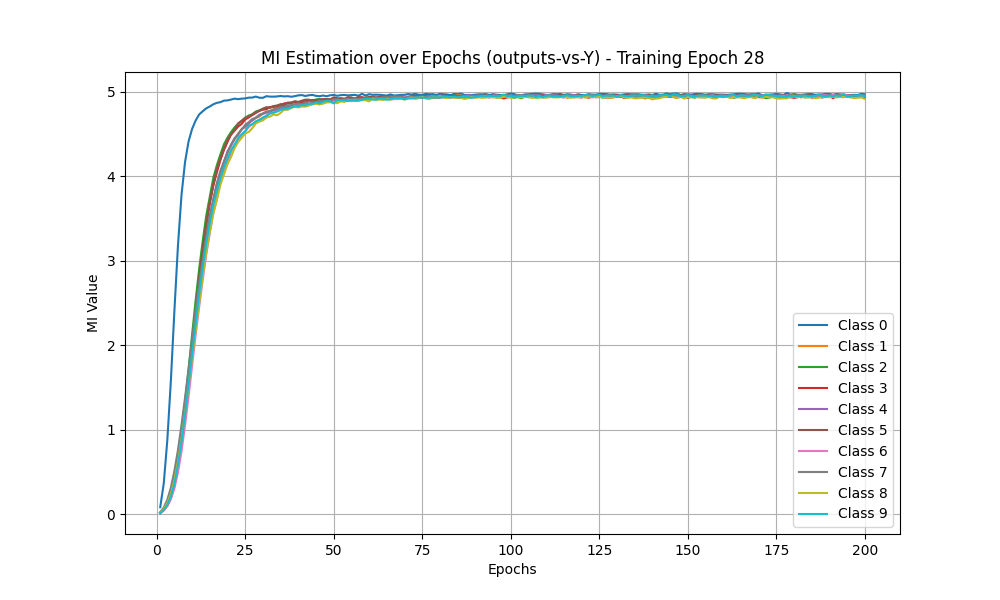 MI Estimation over Epochs (outputs-vs-Y) - Training Epoch 28
MI Value
5
4
3
2
1
0
0 25 50 75 100 125 150 175 200
Epochs
Class 0
Class 1
Class 2
Class 3
Class 4
Class 5
Class 6
Class 7
Class 8
Class 9